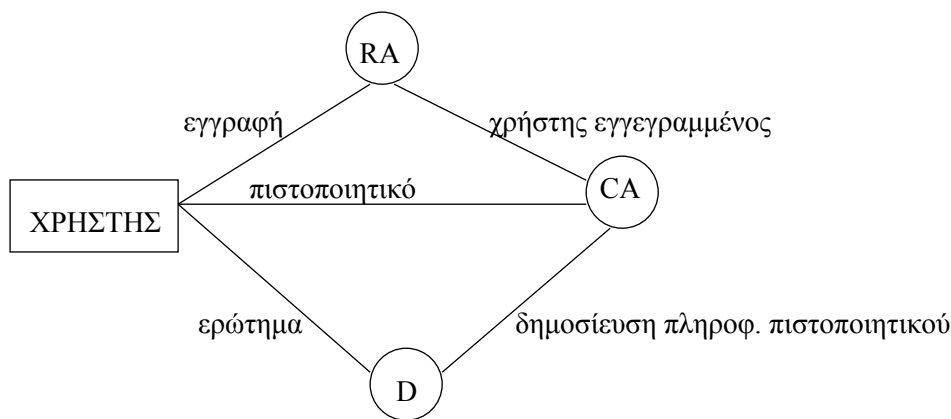 RA
εγγραφή
χρήστης εγγεγραμμένος
πιστοποιητικό
CA
ΧΡΗΣΤΗΣ
ερώτημα
δημοσίευση πληροφ. πιστοποιητικού
D